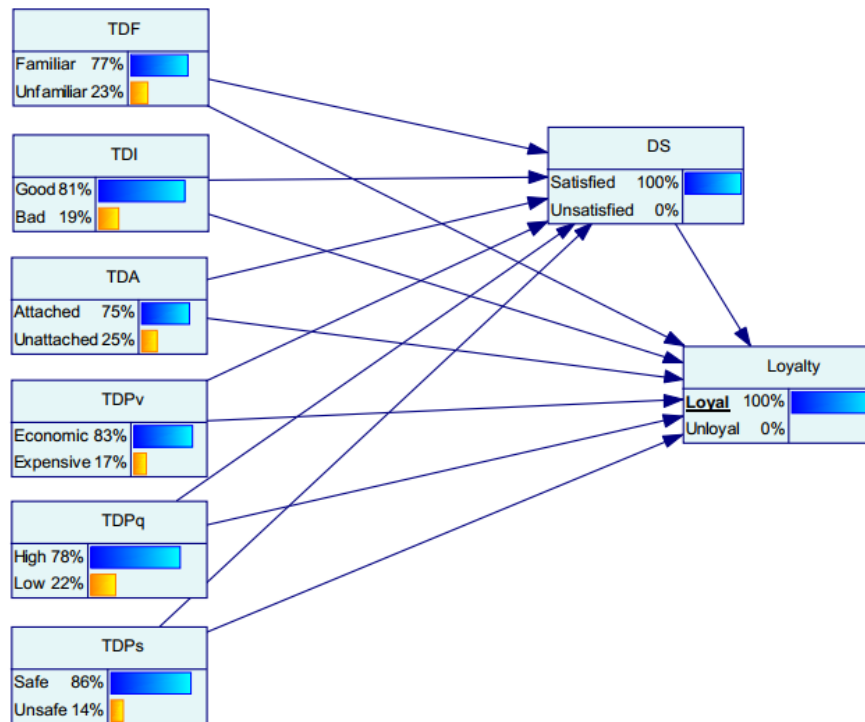 TDF
Familiar 77%
Unfamiliar 23%
TDI
Good 81%
Bad 19%
TDA
Attached 75%
Unattached 25%
TDPv
Economic 83%
Expensive 17%
TDPq
High 78%
Low 22%
TDPs
Safe 86%
Unsafe 14%
DS
Satisfied 100%
Unsatisfied 0%
Loyalty
Loyal 100%
Unloyal 0%